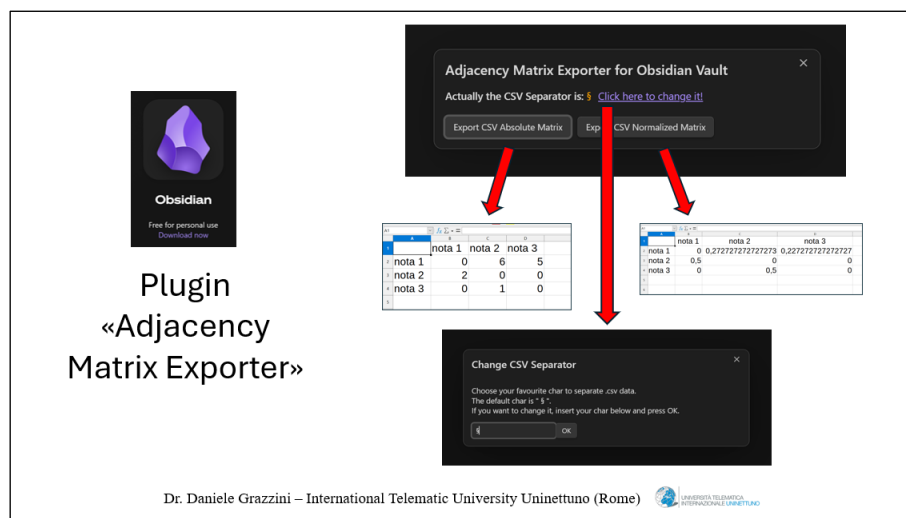 Obsidian
Free for personal use
Download now
Plugin
«Adjacency
Matrix Exporter»
Adjacency Matrix Exporter for Obsidian Vault
Actually the CSV Separator is: § Click here to change it!
Export CSV Absolute Matrix
CSV Normalized Matrix
A B C D
1 nota 1 nota 2 nota 3
2 nota 1 0 6 5
3 nota 2 2 0 0
4 nota 3 0 1 0
nota 1 nota 2 nota 3
nota 1 0 0,272727272727273 0,227272727272727
nota 2 0,5 0 0
nota 3 0 0,5 0
Change CSV Separator
Choose your favourite char to separate .csv data.
The default char is " § ".
If you want to change it, insert your char below and press OK.
§ OK
Dr. Daniele Grazzini – International Telematic University Uninettuno (Rome)
UNIVERSITÀ TELEMATICA
INTERNAZIONALE UNINETTUNO